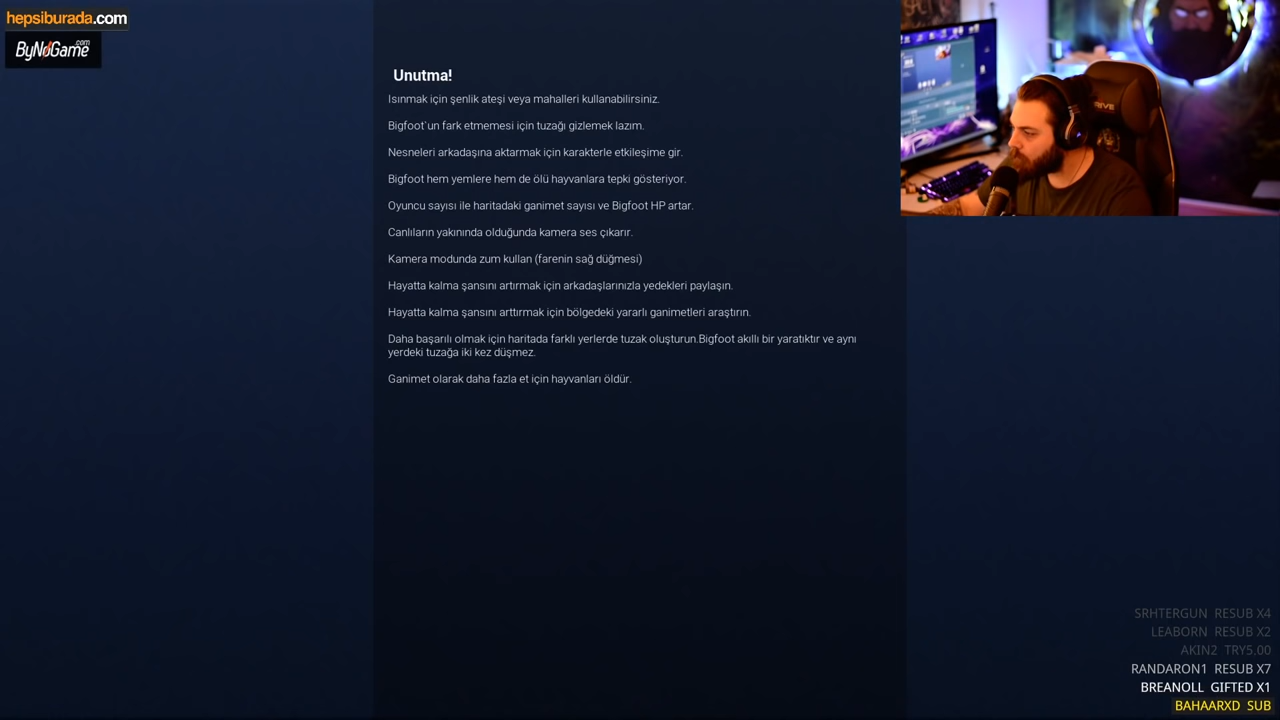 hepsiburada.com
ByNoGame.com
Unutma!
Isınmak için şenlik ateşi veya mahalleri kullanabilirsiniz.
Bigfoot`un fark etmemesi için tuzağı gizlemek lazım.
Nesneleri arkadaşına aktarmak için karakterle etkileşime gir.
Bigfoot hem yemlere hem de ölü hayvanlara tepki gösteriyor.
Oyuncu sayısı ile haritadaki ganimet sayısı ve Bigfoot HP artar.
Canlıların yakınında olduğunda kamera ses çıkarır.
Kamera modunda zum kullan (farenin sağ düğmesi)
Hayatta kalma şansını artırmak için arkadaşlarınızla yedekleri paylaşın.
Hayatta kalma şansını arttırmak için bölgedeki yararlı ganimetleri araştırın.
Daha başarılı olmak için haritada farklı yerlerde tuzak oluşturun.Bigfoot akıllı bir yaratıktır ve aynı
yerdeki tuzağa iki kez düşmez.
Ganimet olarak daha fazla et için hayvanları öldür.
SRHTERGUN RESUB X4
LEABORN RESUB X2
AKIN2 TRY5,00
RANDARON1 RESUB X7
BREANOLL GIFTED X1
BAHAARXD SUB